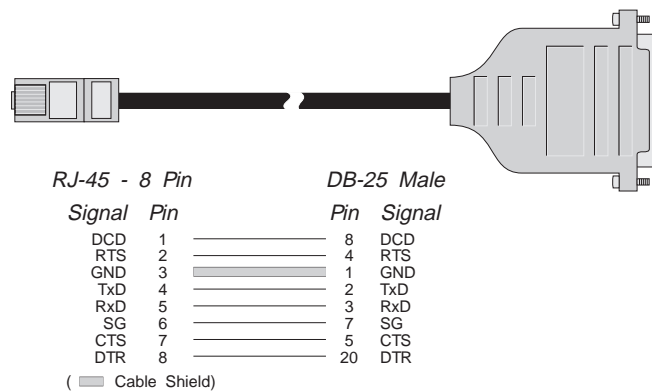 RJ-45 - 8 Pin DB-25 Male
Signal Pin Pin Signal
DCD 1 8 DCD
RTS 2 4 RTS
GND 3 1 GND
TxD 4 2 TxD
RxD 5 3 RxD
SG 6 7 SG
CTS 7 5 CTS
DTR 8 20 DTR
( Cable Shield)